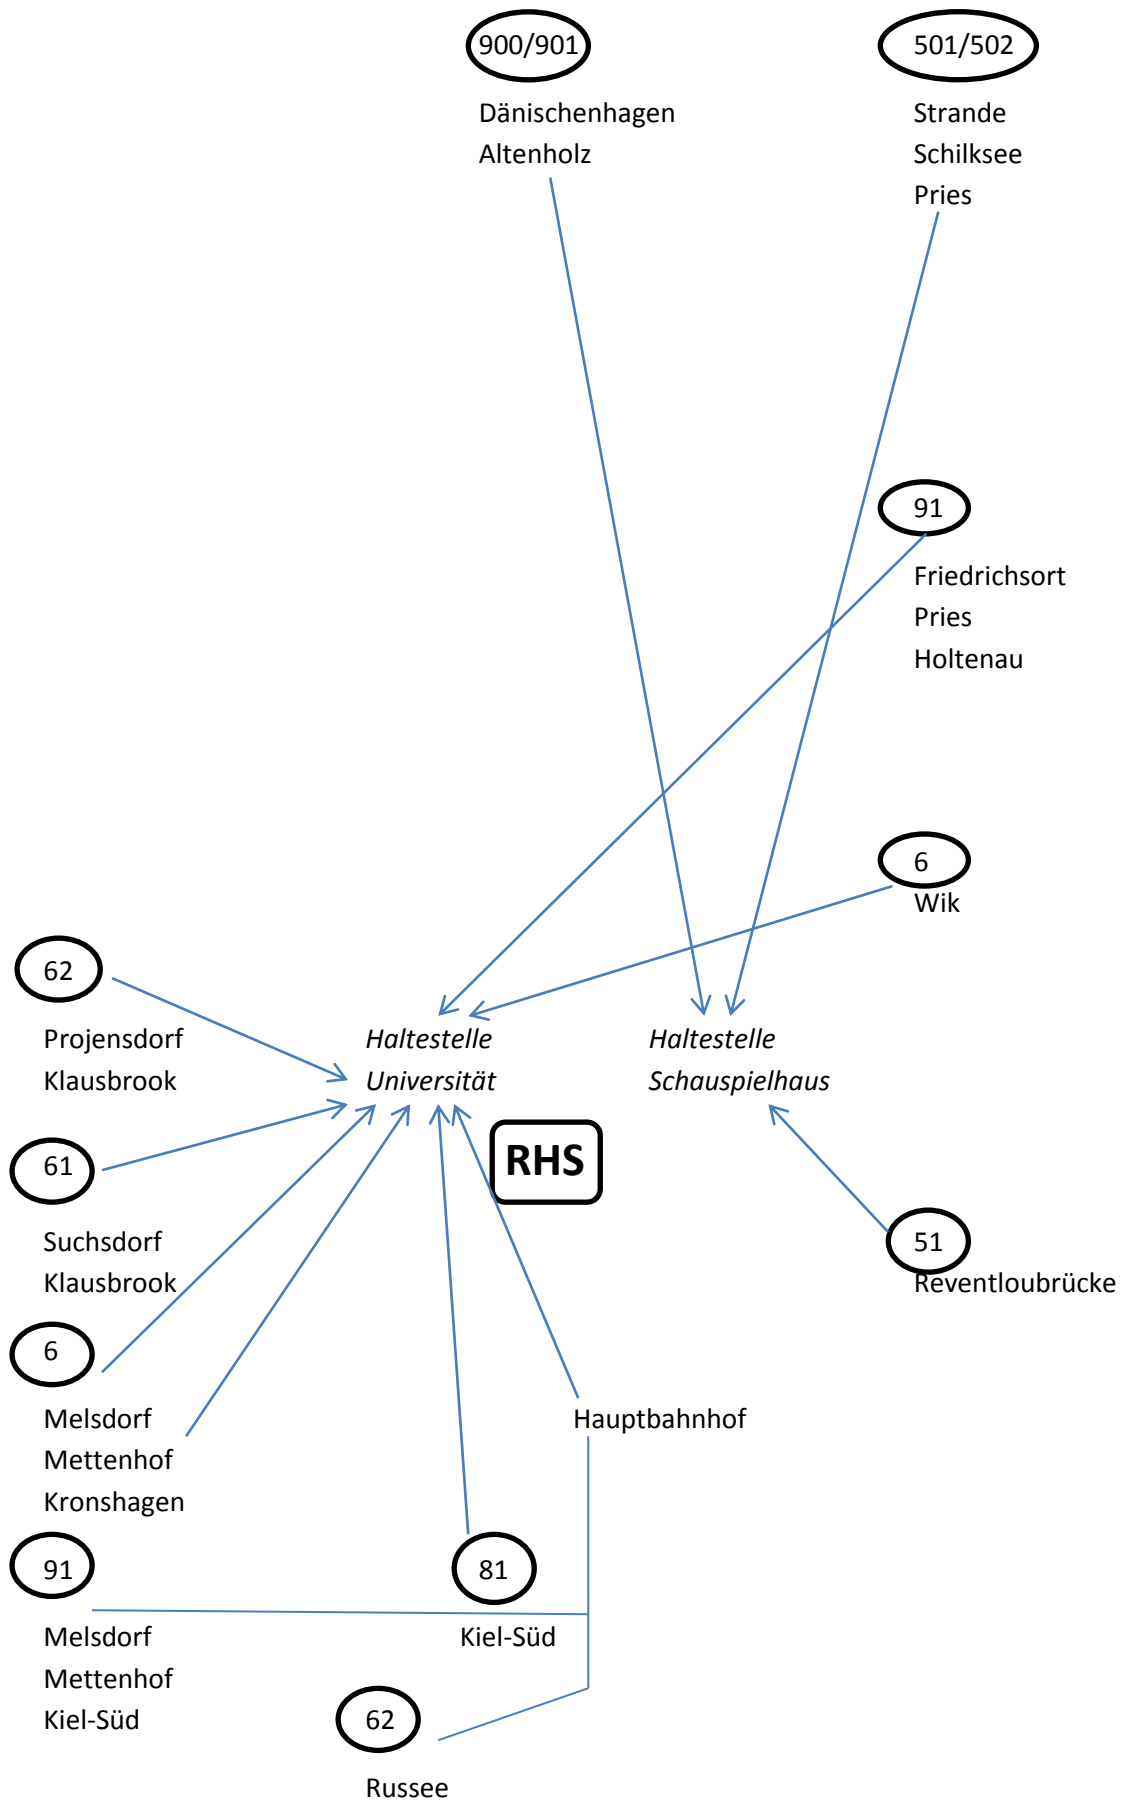 900/901
Dänischenhagen
Altenholz
501/502
Strande
Schilksee
Pries
91
Friedrichsort
Pries
Holtenau
6
Wik
62
Projensdorf
Klausbrook
Haltestelle
Universität
Haltestelle
Schauspielhaus
RHS
61
Suchsdorf
Klausbrook
51
Reventloubrücke
6
Melsdorf
Mettenhof
Kronshagen
Hauptbahnhof
91
Melsdorf
Mettenhof
Kiel-Süd
81
Kiel-Süd
62
Russee